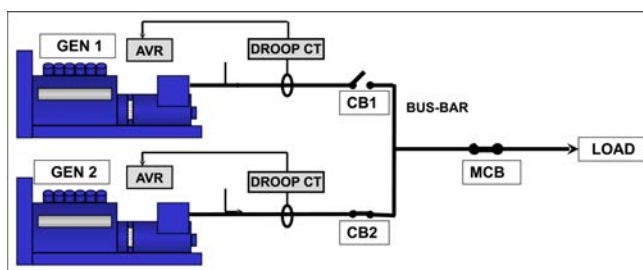 GEN 1
AVR
DROOP CT
CB1
BUS-BAR
MCB
LOAD
GEN 2
AVR
DROOP CT
CB2